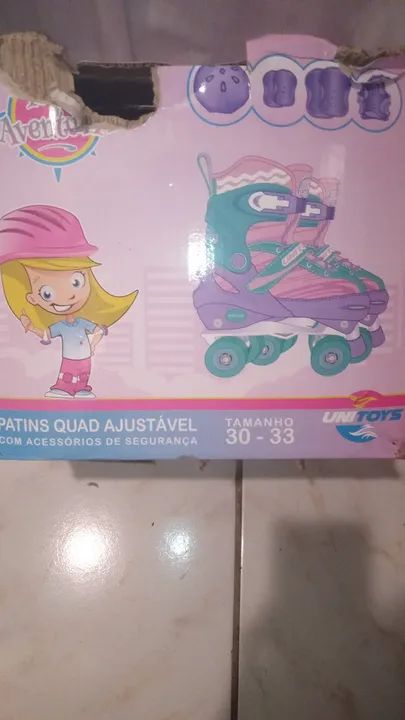 Aventu
PATINS QUAD AJUSTÁVEL
COM ACESSÓRIOS DE SEGURANÇA
TAMANHO
30 - 33
UNITOYS